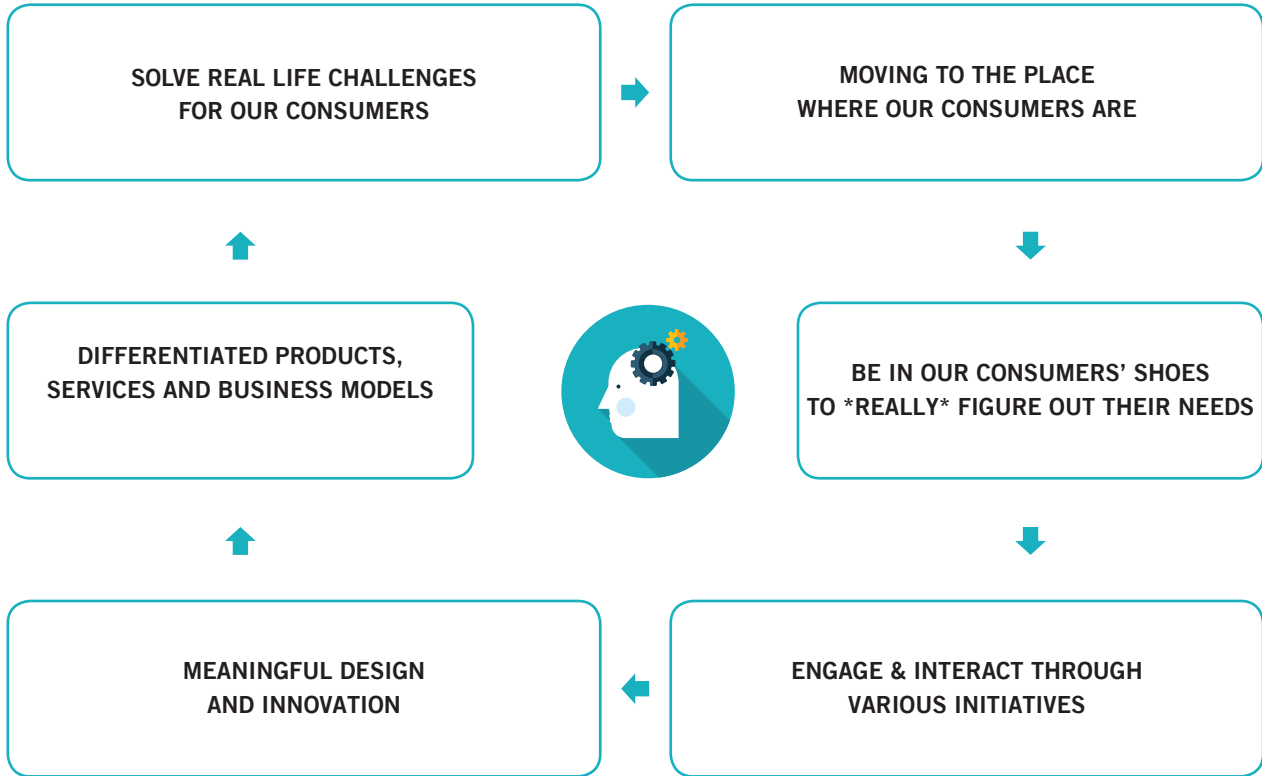 SOLVE REAL LIFE CHALLENGES
FOR OUR CONSUMERS
MOVING TO THE PLACE
WHERE OUR CONSUMERS ARE
DIFFERENTIATED PRODUCTS,
SERVICES AND BUSINESS MODELS
BE IN OUR CONSUMERS’ SHOES
TO *REALLY* FIGURE OUT THEIR NEEDS
MEANINGFUL DESIGN
AND INNOVATION
ENGAGE & INTERACT THROUGH
VARIOUS INITIATIVES